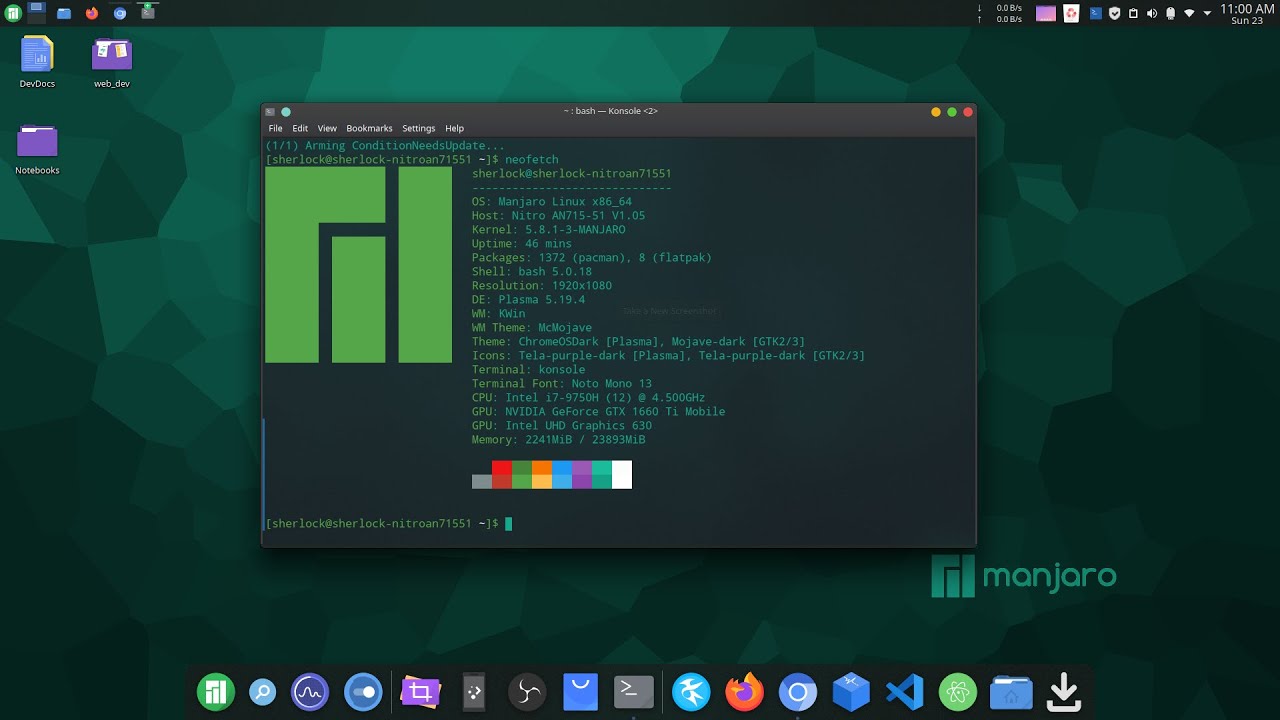 0.0 B/s
0.0 B/s
11:00 AM
Sun 23
DevDocs
web_dev
Notebooks
~ : bash — Konsole <2>
File Edit View Bookmarks Settings Help
(1/1) Arming ConditionNeedsUpdate...
[sherlock@sherlock-nitroan71551 ~]$ neofetch
sherlock@sherlock-nitroan71551
------------------------------
OS: Manjaro Linux x86_64
Host: Nitro AN715-51 V1.05
Kernel: 5.8.1-3-MANJARO
Uptime: 46 mins
Packages: 1372 (pacman), 8 (flatpak)
Shell: bash 5.0.18
Resolution: 1920x1080
DE: Plasma 5.19.4
Take a New Screenshot
WM: KWin
WM Theme: McMojave
Theme: ChromeOSDark [Plasma], Mojave-dark [GTK2/3]
Icons: Tela-purple-dark [Plasma], Tela-purple-dark [GTK2/3]
Terminal: konsole
Terminal Font: Noto Mono 13
CPU: Intel i7-9750H (12) @ 4.500GHz
GPU: NVIDIA GeForce GTX 1660 Ti Mobile
GPU: Intel UHD Graphics 630
Memory: 2241MiB / 23893MiB
[sherlock@sherlock-nitroan71551 ~]$
manjaro